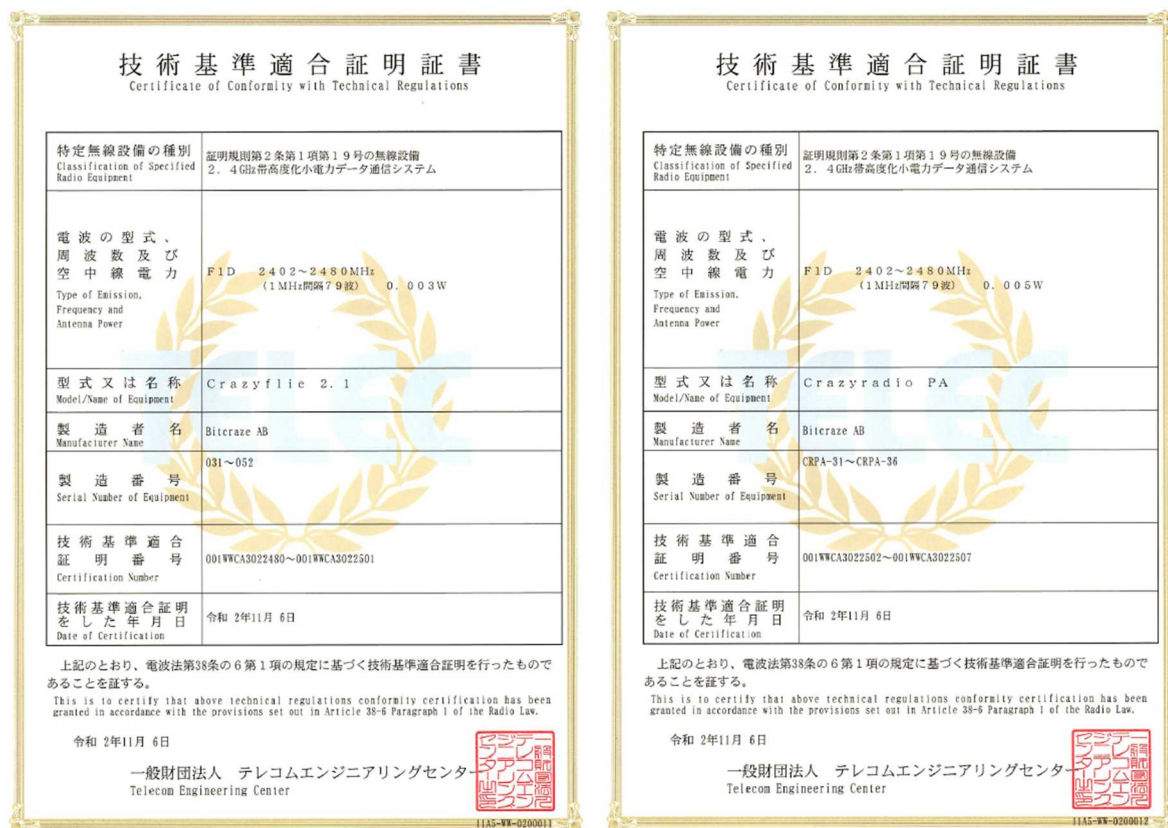 技術基準適合証明証書
Certificate of Conformity with Technical Regulations
特定無線設備の種別
Classification of Specified
Radio Equipment
証明規則第2条第1項第19号の無線設備
2.4GHz帯高度化小電力データ通信システム
電波の型式、
周波数及び
空中線電力
Type of Emission,
Frequency and
Antenna Power
F1D 2402~2480MHz
(1MHz間隔79波) 0.003W
型式又は名称
Model/Name of Equipment
Crazyflie 2.1
製造者名
Manufacturer Name
Bitcraze AB
製造番号
Serial Number of Equipment
031~052
技術基準適合
証明番号
Certification Number
001WWCA3022480~001WWCA3022501
技術基準適合証明
をした年月日
Date of Certification
令和 2年11月 6日
上記のとおり、電波法第38条の6第1項の規定に基づく技術基準適合証明を行ったもので
あることを証する。
This is to certify that above technical regulations conformity certification has been
granted in accordance with the provisions set out in Article 38-6 Paragraph 1 of the Radio Law.
令和 2年11月 6日
一般財団法人 テレコムエンジニアリングセンター
Telecom Engineering Center
11A5-WW-0200011
TELEC
技術基準適合証明証書
Certificate of Conformity with Technical Regulations
特定無線設備の種別
Classification of Specified
Radio Equipment
証明規則第2条第1項第19号の無線設備
2.4GHz帯高度化小電力データ通信システム
電波の型式、
周波数及び
空中線電力
Type of Emission,
Frequency and
Antenna Power
F1D 2402~2480MHz
(1MHz間隔79波) 0.005W
型式又は名称
Model/Name of Equipment
Crazyradio PA
製造者名
Manufacturer Name
Bitcraze AB
製造番号
Serial Number of Equipment
CRPA-31~CRPA-36
技術基準適合
証明番号
Certification Number
001WWCA3022502~001WWCA3022507
技術基準適合証明
をした年月日
Date of Certification
令和 2年11月 6日
上記のとおり、電波法第38条の6第1項の規定に基づく技術基準適合証明を行ったもので
あることを証する。
This is to certify that above technical regulations conformity certification has been
granted in accordance with the provisions set out in Article 38-6 Paragraph 1 of the Radio Law.
令和 2年11月 6日
一般財団法人 テレコムエンジニアリングセンター
Telecom Engineering Center
11A5-WW-0200012
TELEC